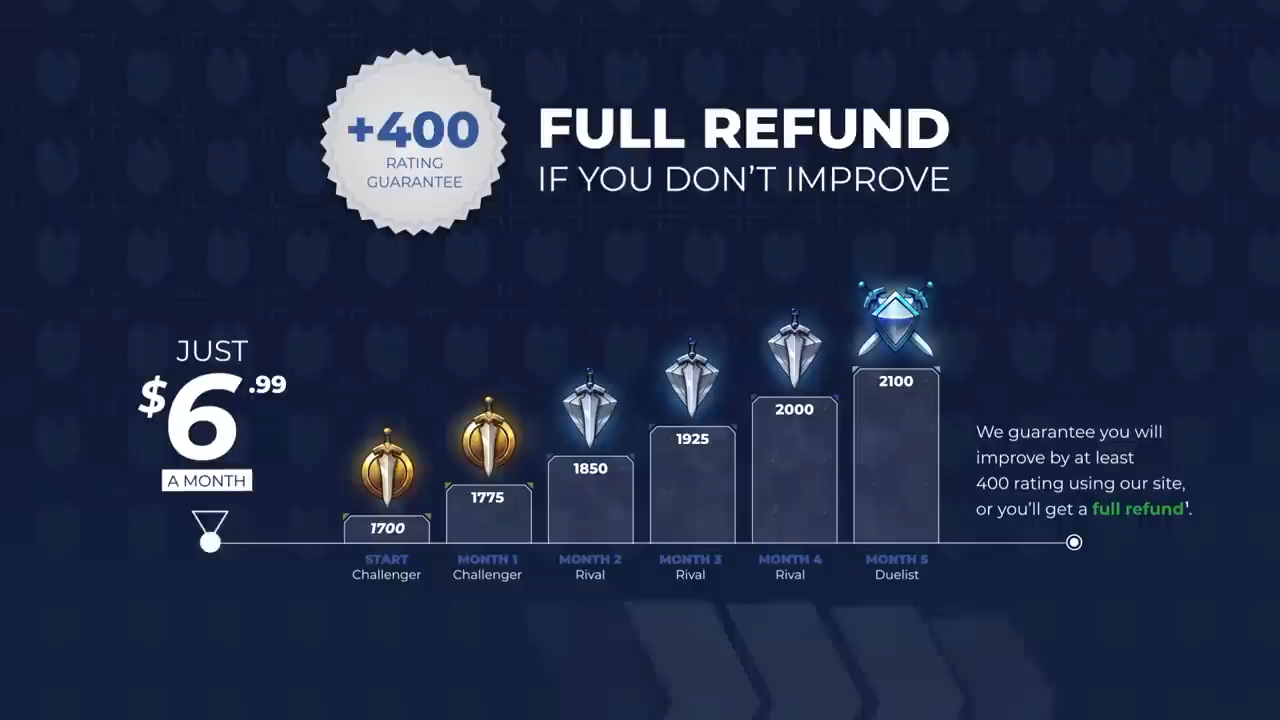 +400
RATING
GUARANTEE
FULL REFUND
IF YOU DON'T IMPROVE
JUST
$6.99
A MONTH
1700
1775
1850
1925
2000
2100
START
Challenger
MONTH 1
Challenger
MONTH 2
Rival
MONTH 3
Rival
MONTH 4
Rival
MONTH 5
Duelist
We guarantee you will
improve by at least
400 rating using our site,
or you'll get a full refund¹.